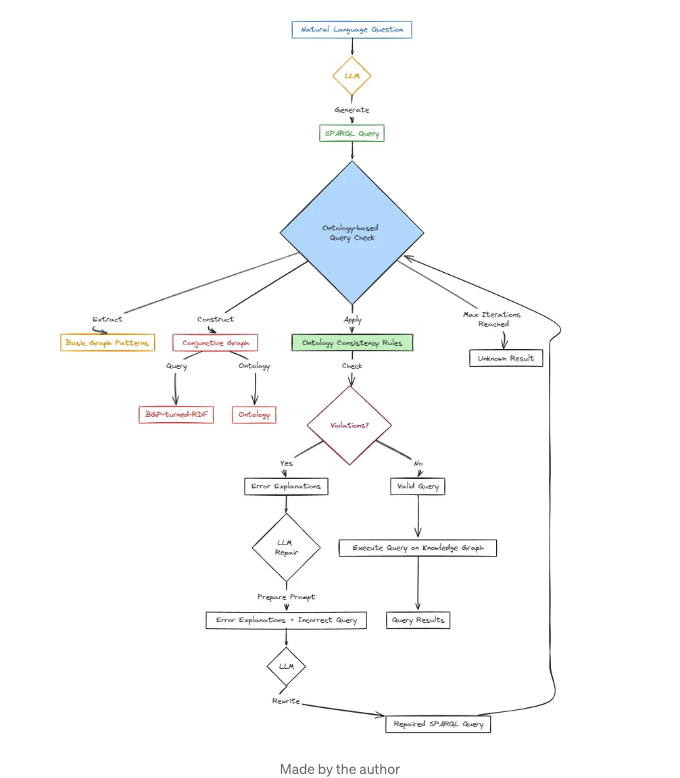 Natural Language Question
LLM
Generate
SPARQL Query
Ontology-based
Query Check
Extract
Construct
Apply
Max Iterations
Reached
Basic Graph Patterns
Conjunctive Graph
Ontology Consistency Rules
Unknown Result
Query
Ontology
Check
BGP-turned-RDF
Ontology
Violations?
Yes
No
Error Explanations
Valid Query
LLM
Repair
Execute Query on Knowledge Graph
Prepare Prompt
Error Explanations + Incorrect Query
Query Results
LLM
Rewrite
Repaired SPARQL Query
Made by the author